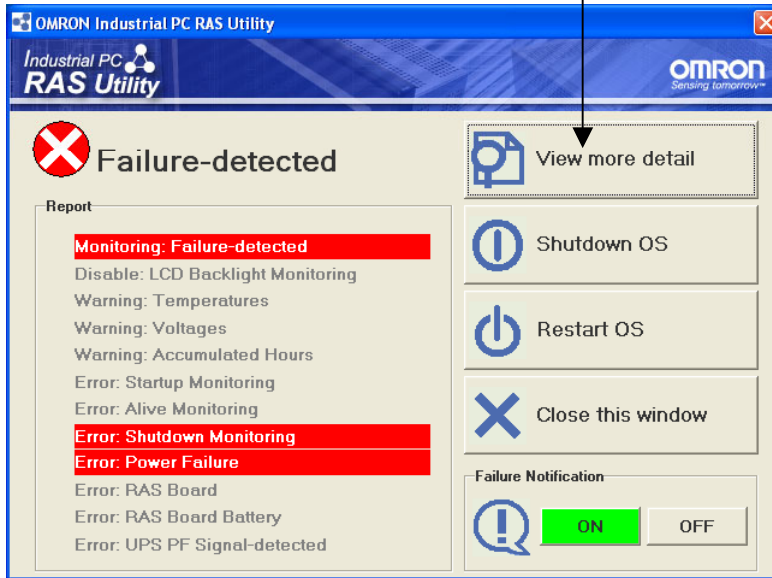 OMRON Industrial PC RAS Utility
Industrial PC
RAS Utility
OMRON
Sensing tomorrow™
Failure-detected
Report
Monitoring: Failure-detected
Disable: LCD Backlight Monitoring
Warning: Temperatures
Warning: Voltages
Warning: Accumulated Hours
Error: Startup Monitoring
Error: Alive Monitoring
Error: Shutdown Monitoring
Error: Power Failure
Error: RAS Board
Error: RAS Board Battery
Error: UPS PF Signal-detected
View more detail
Shutdown OS
Restart OS
Close this window
Failure Notification
ON OFF